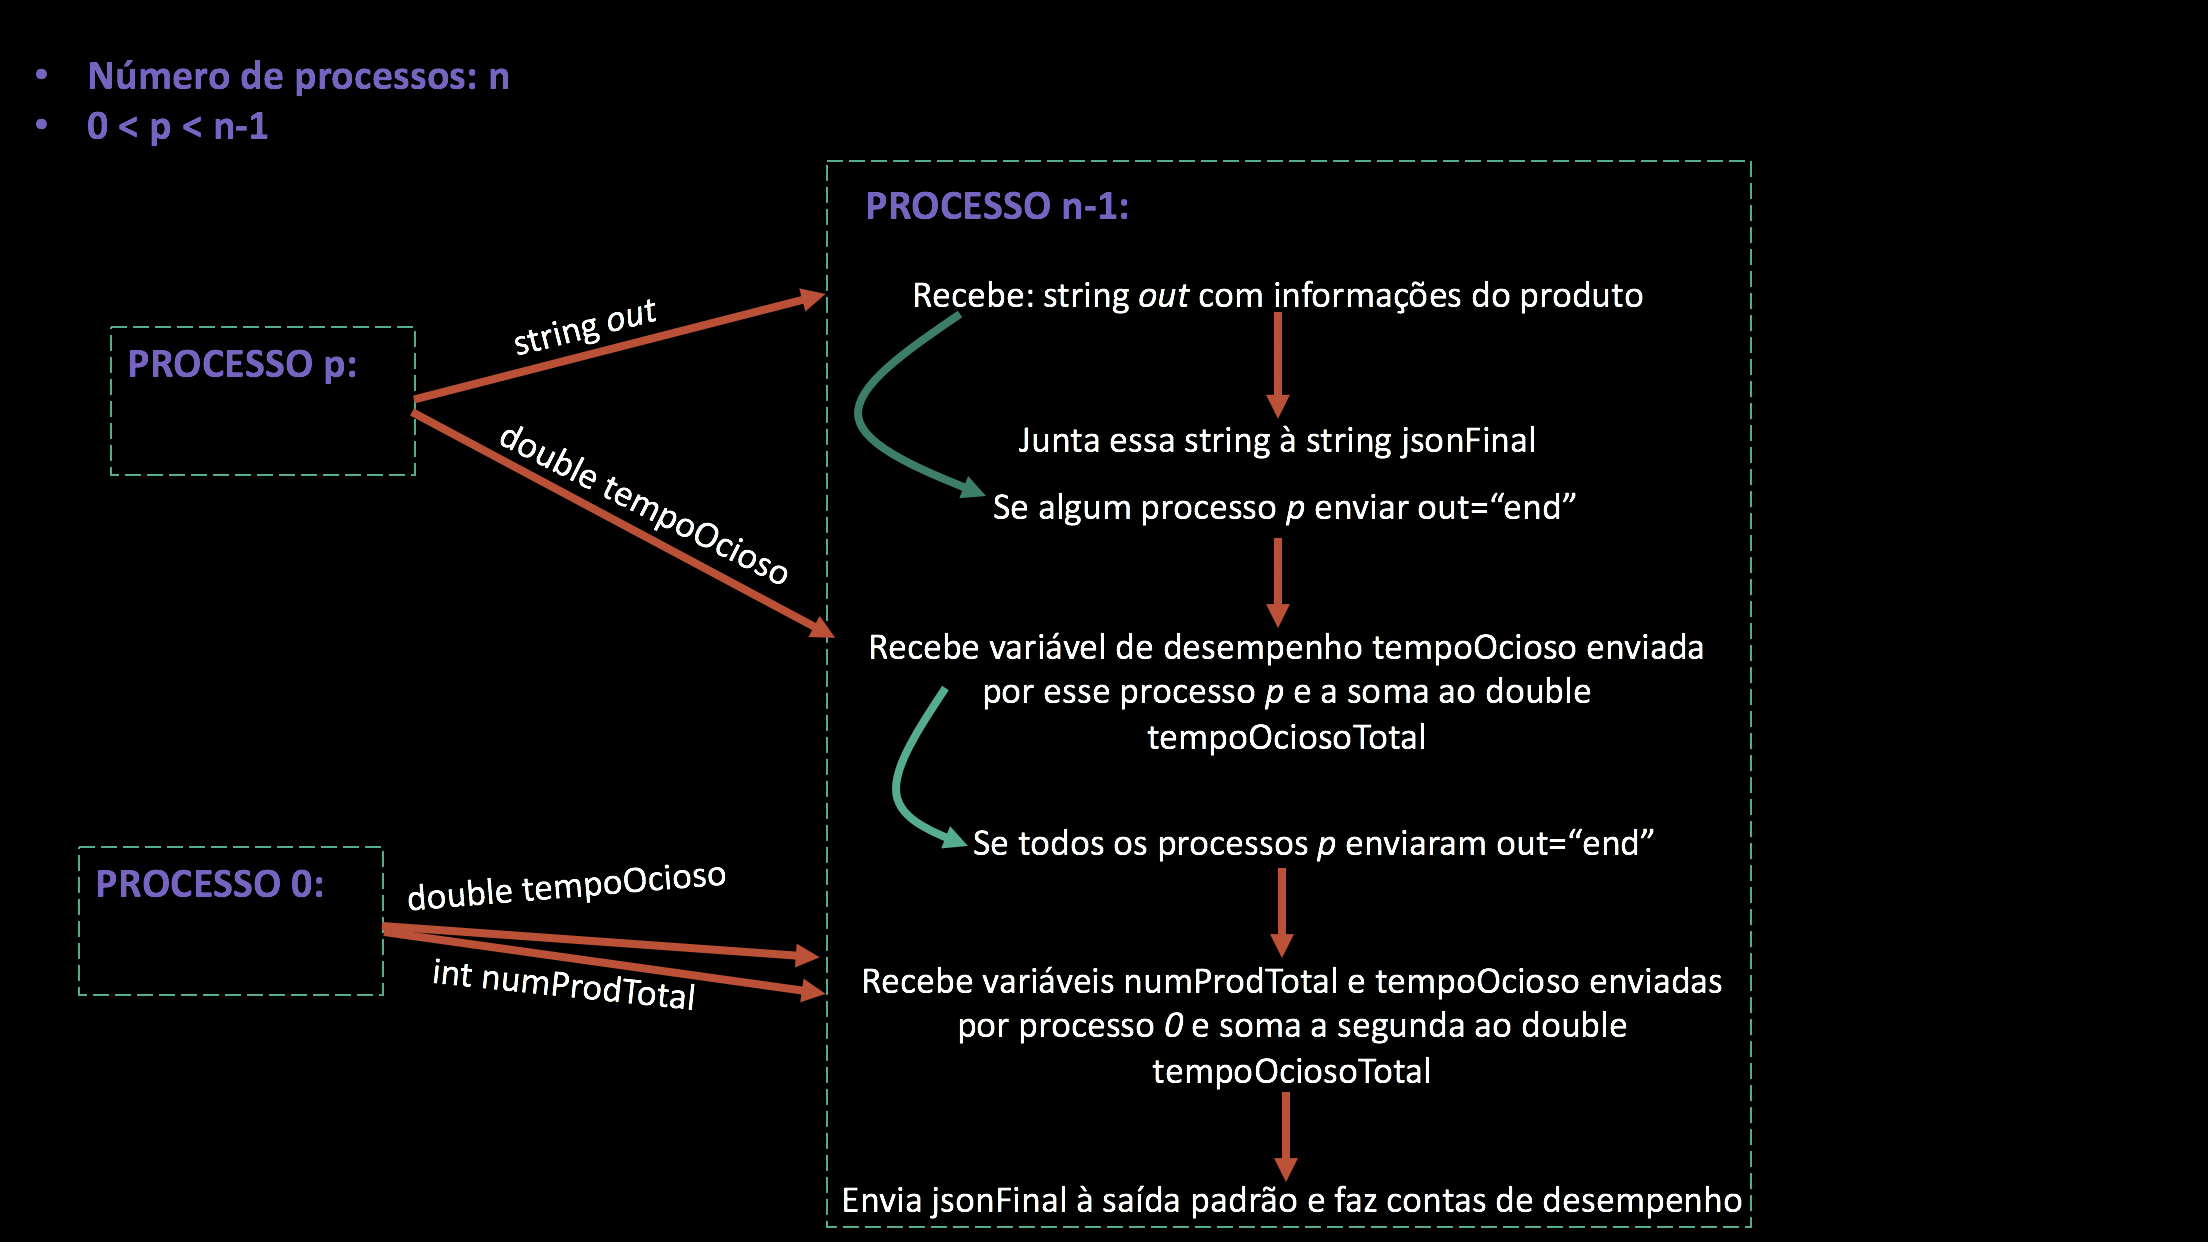 • Número de processos: n
• 0 < p < n-1
PROCESSO n-1:
Recebe: string out com informações do produto
string out
PROCESSO p:
Junta essa string à string jsonFinal
double tempoOcioso
Se algum processo p enviar out=“end”
Recebe variável de desempenho tempoOcioso enviada
por esse processo p e a soma ao double
tempoOciosoTotal
Se todos os processos p enviaram out=“end”
PROCESSO 0:
double tempoOcioso
int numProdTotal
Recebe variáveis numProdTotal e tempoOcioso enviadas
por processo 0 e soma a segunda ao double
tempoOciosoTotal
Envia jsonFinal à saída padrão e faz contas de desempenho